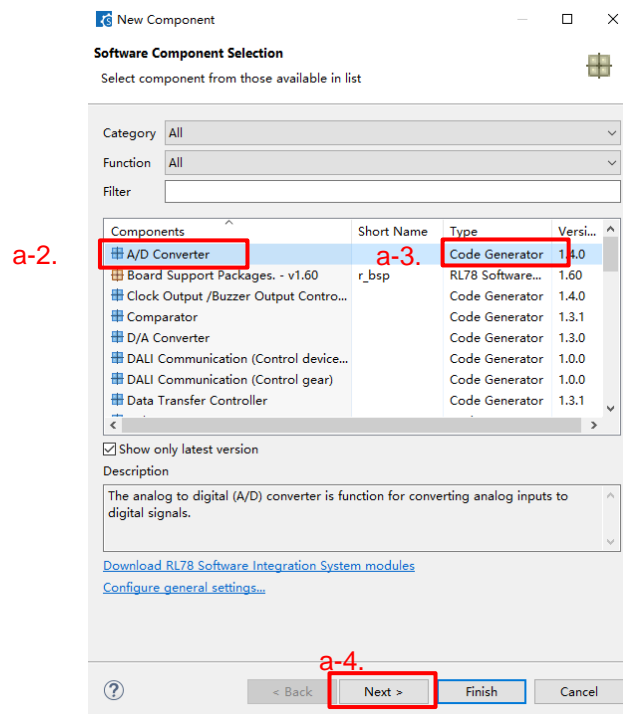 New Component
Software Component Selection
Select component from those available in list
Category All
Function All
Filter
Components Short Name Type Versi...
a-2. A/D Converter a-3. Code Generator 1.4.0
Board Support Packages. - v1.60 r_bsp RL78 Software... 1.60
Clock Output /Buzzer Output Contro... Code Generator 1.4.0
Comparator Code Generator 1.3.1
D/A Converter Code Generator 1.3.0
DALI Communication (Control device... Code Generator 1.0.0
DALI Communication (Control gear) Code Generator 1.0.0
Data Transfer Controller Code Generator 1.3.1
Show only latest version
Description
The analog to digital (A/D) converter is function for converting analog inputs to
digital signals.
Download RL78 Software Integration System modules
Configure general settings...
a-4.
? < Back Next > Finish Cancel